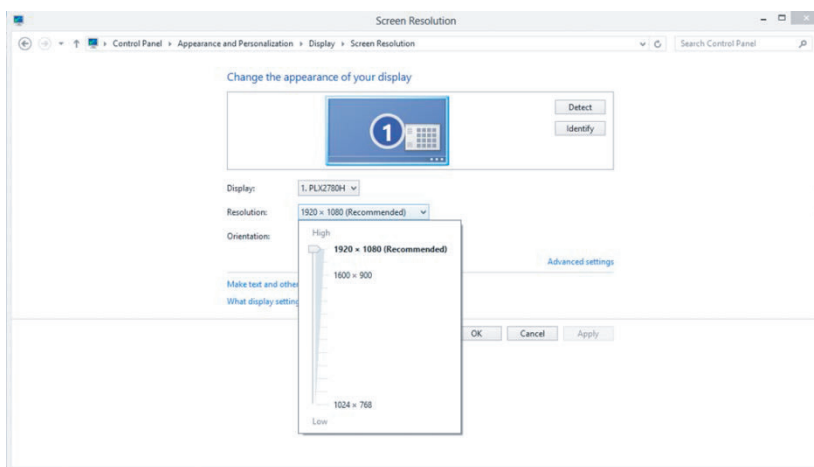 Screen Resolution
Control Panel Appearance and Personalization Display Screen Resolution
Search Control Panel
Change the appearance of your display
1
Detect
Identify
Display: 1. PLX2780H
Resolution: 1920 × 1080 (Recommended)
Orientation:
High
1920 × 1080 (Recommended)
1600 × 900
1024 × 768
Low
Advanced settings
Make text and other
What display setting
OK Cancel Apply